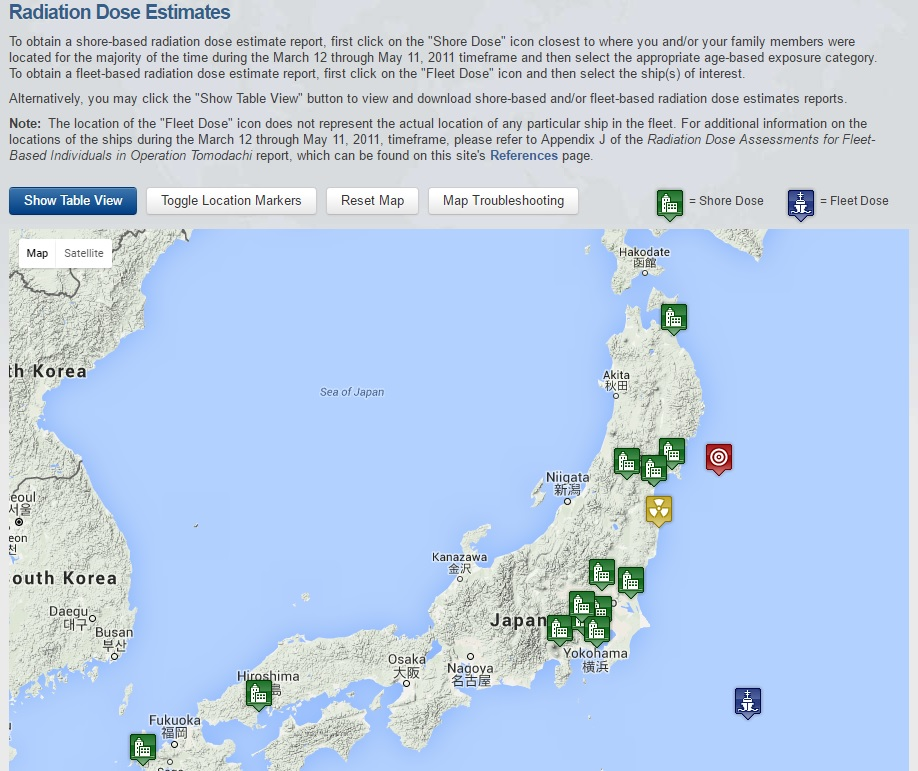 Radiation Dose Estimates
To obtain a shore-based radiation dose estimate report, first click on the "Shore Dose" icon closest to where you and/or your family members were
located for the majority of the time during the March 12 through May 11, 2011 timeframe and then select the appropriate age-based exposure category.
To obtain a fleet-based radiation dose estimate report, first click on the "Fleet Dose" icon and then select the ship(s) of interest.
Alternatively, you may click the "Show Table View" button to view and download shore-based and/or fleet-based radiation dose estimates reports.
Note: The location of the "Fleet Dose" icon does not represent the actual location of any particular ship in the fleet. For additional information on the
locations of the ships during the March 12 through May 11, 2011, timeframe, please refer to Appendix J of the Radiation Dose Assessments for Fleet-
Based Individuals in Operation Tomodachi report, which can be found on this site's References page.
Show Table View
Toggle Location Markers
Reset Map
Map Troubleshooting
= Shore Dose
= Fleet Dose
Map
Satellite
Hakodate
函館
th Korea
Akita
秋田
Sea of Japan
Niigata
新潟
eoul
서울
eon
천
Kanazawa
金沢
outh Korea
Daegu
대구
Busan
부산
Japan
Yokohama
横浜
Osaka
大阪
Nagoya
名古屋
Hiroshima
島
Fukuoka
福岡